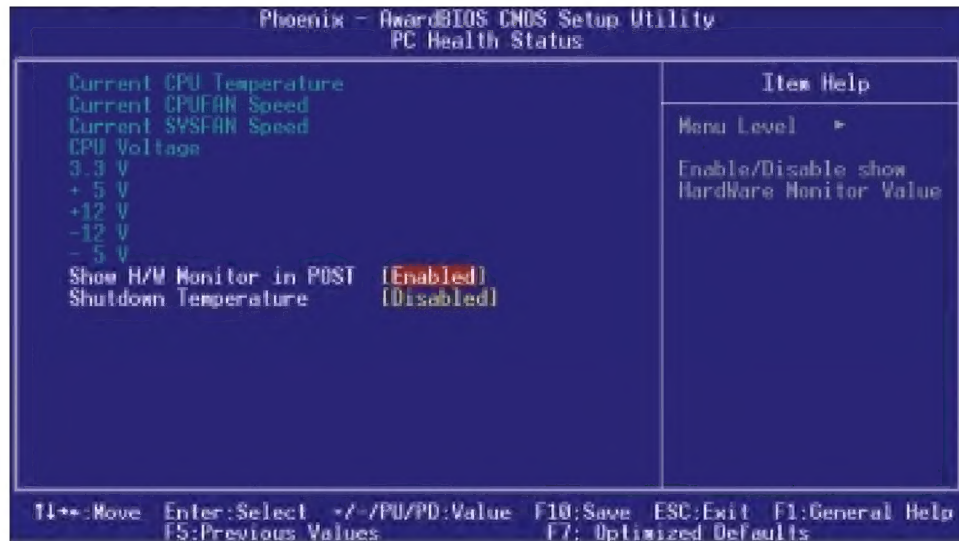 Phoenix - AwardBIOS CMOS Setup Utility
PC Health Status
Current CPU Temperature
Current CPUFAN Speed
Current SYSFAN Speed
CPU Voltage
3.3 V
+ 5 V
+12 V
-12 V
- 5 V
Show H/W Monitor in POST [Enabled]
Shutdown Temperature [Disabled]
Item Help
Menu Level ►
Enable/Disable show
HardWare Monitor Value
↑↓→←:Move Enter:Select +/-/PU/PD:Value F10:Save ESC:Exit F1:General Help
F5:Previous Values F7: Optimized Defaults